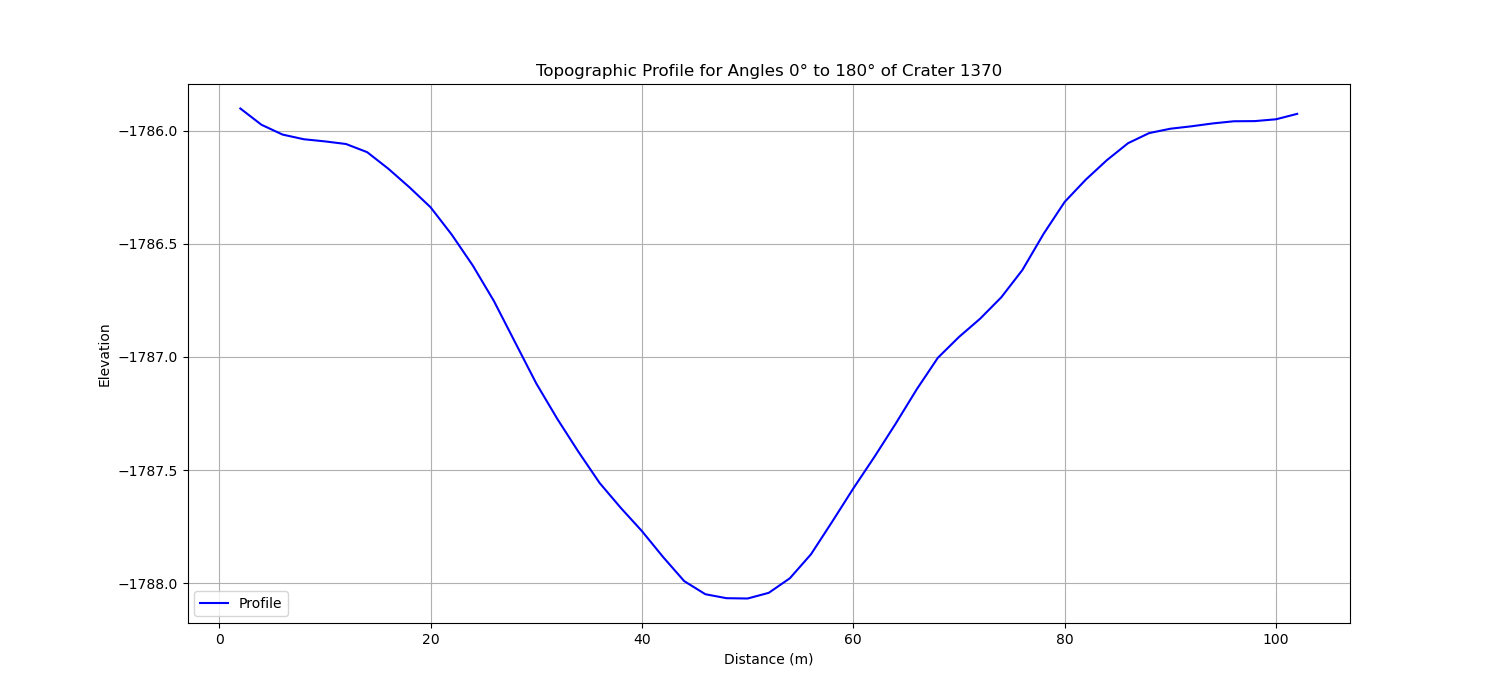 Topographic Profile for Angles 0° to 180° of Crater 1370
−1786.0
−1786.5
−1787.0
−1787.5
−1788.0
Elevation
Profile
0 20 40 60 80 100
Distance (m)